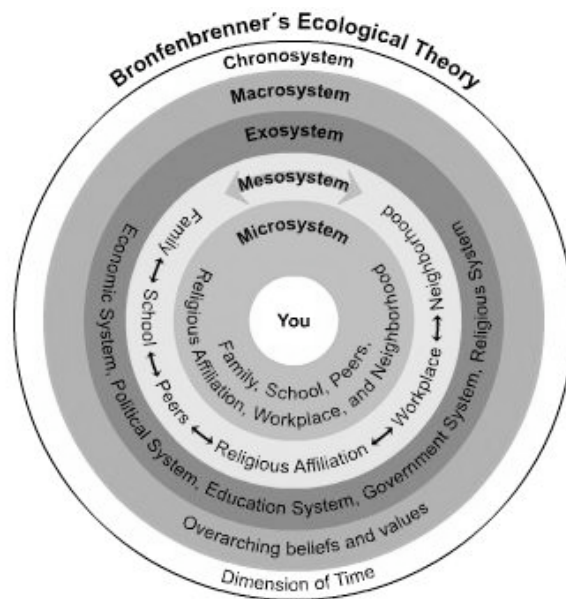 Bronfenbrenner´s Ecological Theory
Chronosystem
Macrosystem
Exosystem
Mesosystem
Microsystem
You
Family, School, Peers,
Religious Affiliation, Workplace, and Neighborhood
Family ↔ School ↔ Peers ↔ Religious Affiliation ↔ Workplace ↔ Neighborhood
Economic System, Political System, Education System, Government System, Religious System
Overarching beliefs and values
Dimension of Time